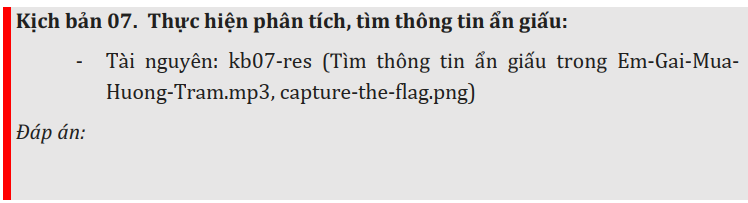 Kịch bản 07.  Thực hiện phân tích, tìm thông tin ẩn giấu:
- Tài nguyên: kb07-res (Tìm thông tin ẩn giấu trong Em-Gai-Mua-
Huong-Tram.mp3, capture-the-flag.png)
Đáp án: